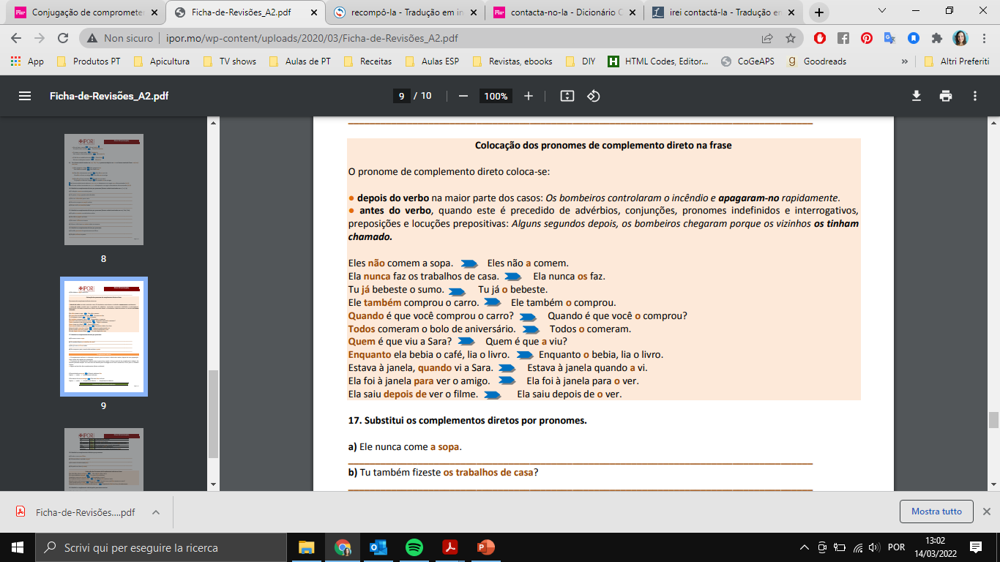 Conjugação de comprometer
Ficha-de-Revisões_A2.pdf
recompô-la - Tradução em in
contacta-no-la - Dicionário
irei contactá-la - Tradução em
Non sicuro
ipor.mo/wp-content/uploads/2020/03/Ficha-de-Revisões_A2.pdf
App
Produtos PT
Apicultura
TV shows
Aulas de PT
Receitas
Aulas ESP
Revistas, ebooks
DIY
HTML Codes, Editor...
CoGeAPS
Goodreads
»
Altri Preferiti
Ficha-de-Revisões_A2.pdf
9 / 10
100%
8
9
Colocação dos pronomes de complemento direto na frase
O pronome de complemento direto coloca-se:
● depois do verbo na maior parte dos casos: Os bombeiros controlaram o incêndio e apagaram-no rapidamente.
● antes do verbo, quando este é precedido de advérbios, conjunções, pronomes indefinidos e interrogativos,
preposições e locuções prepositivas: Alguns segundos depois, os bombeiros chegaram porque os vizinhos os tinham
chamado.
Eles não comem a sopa. Eles não a comem.
Ela nunca faz os trabalhos de casa. Ela nunca os faz.
Tu já bebeste o sumo. Tu já o bebeste.
Ele também comprou o carro. Ele também o comprou.
Quando é que você comprou o carro? Quando é que você o comprou?
Todos comeram o bolo de aniversário. Todos o comeram.
Quem é que viu a Sara? Quem é que a viu?
Enquanto ela bebia o café, lia o livro. Enquanto o bebia, lia o livro.
Estava à janela, quando vi a Sara. Estava à janela quando a vi.
Ela foi à janela para ver o amigo. Ela foi à janela para o ver.
Ela saiu depois de ver o filme. Ela saiu depois de o ver.
17. Substitui os complementos diretos por pronomes.
a) Ele nunca come a sopa.
b) Tu também fizeste os trabalhos de casa?
Ficha-de-Revisões....pdf
Mostra tutto
Scrivi qui per eseguire la ricerca
POR
13:02
14/03/2022